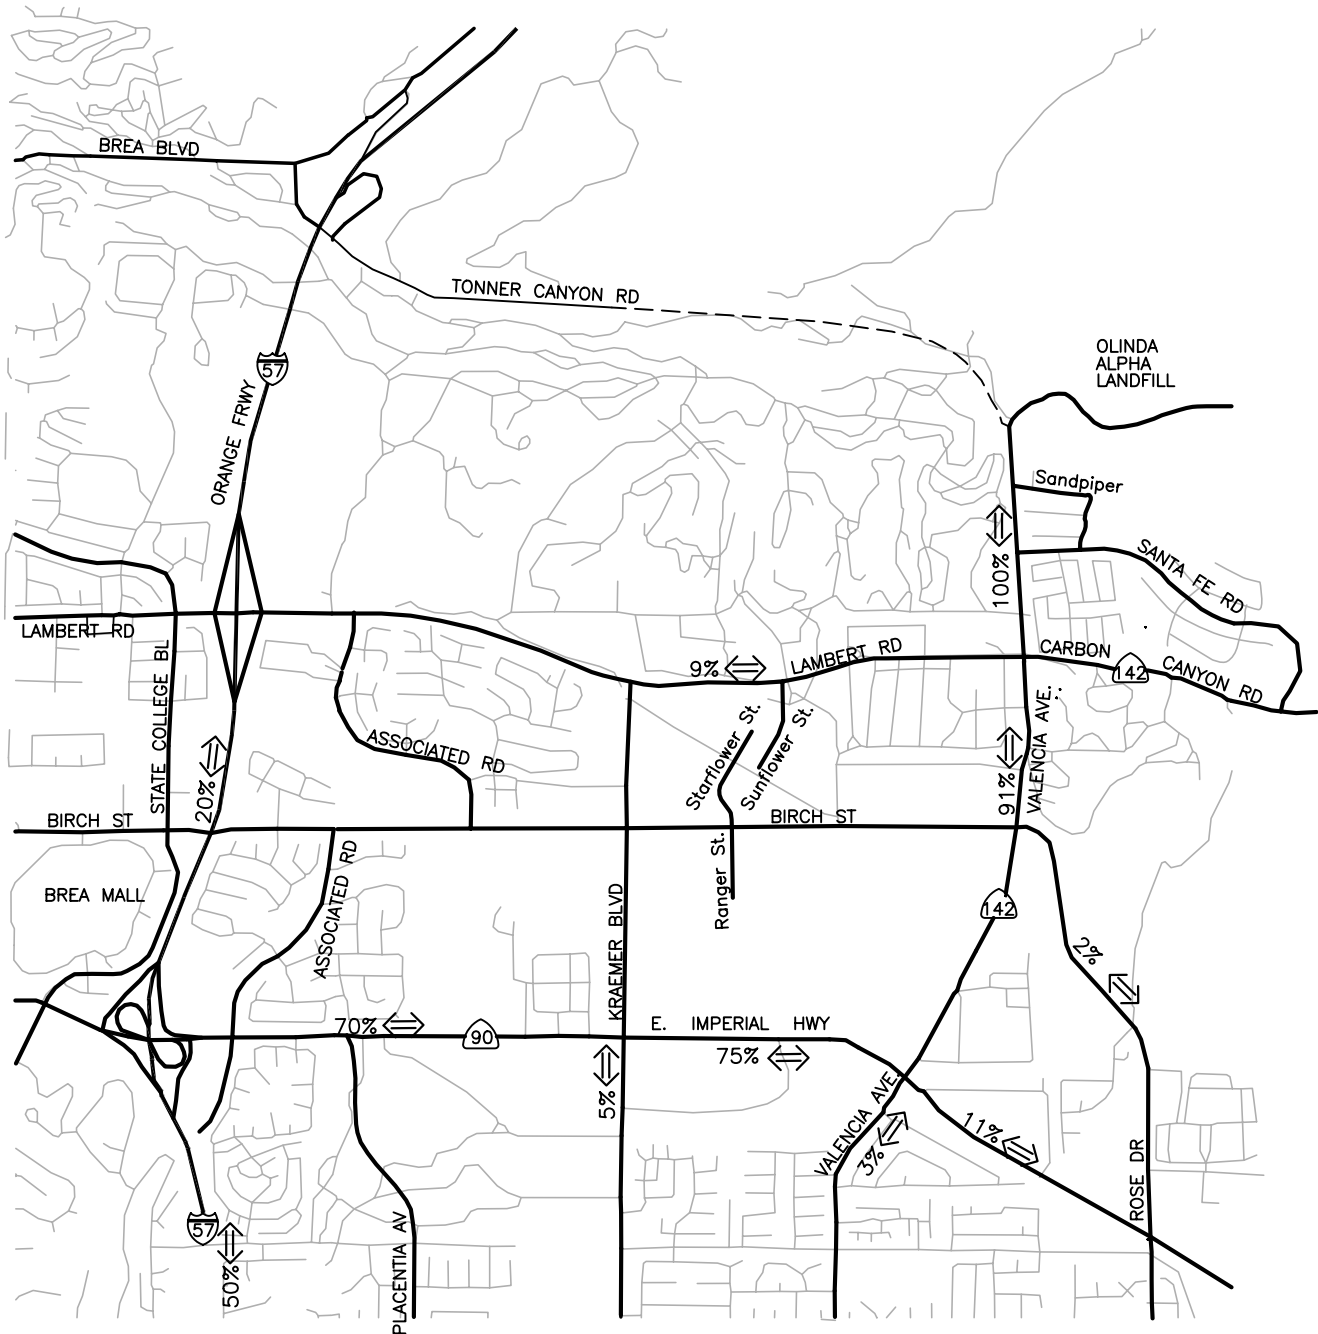 BREA BLVD
TONNER CANYON RD
OLINDA
ALPHA
LANDFILL
57
ORANGE FRWY
Sandpiper
SANTA FE RD
100%
LAMBERT RD
STATE COLLEGE BL
9%
LAMBERT RD
CARBON
142
CANYON RD
VALENCIA AVE.
ASSOCIATED RD
Starflower St.
Sunflower St.
20%
91%
BIRCH ST
BIRCH ST
Ranger St.
BREA MALL
ASSOCIATED RD
KRAEMER BLVD
142
2%
70%
90
E. IMPERIAL HWY
75%
5%
VALENCIA AVE.
3%
11%
ROSE DR
57
50%
PLACENTIA AV